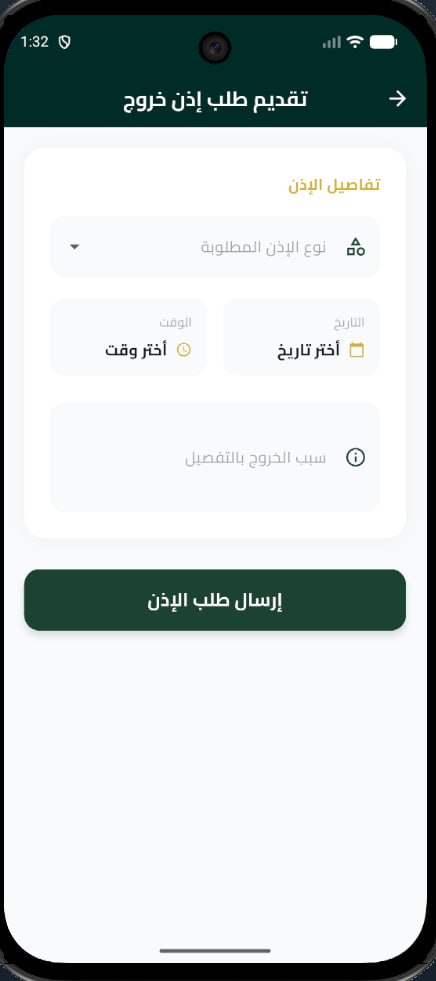 1:32
تقديم طلب إذن خروج
تفاصيل الإذن
نوع الإذن المطلوبة
التاريخ
أختر تاريخ
الوقت
أختر وقت
سبب الخروج بالتفصيل
إرسال طلب الإذن